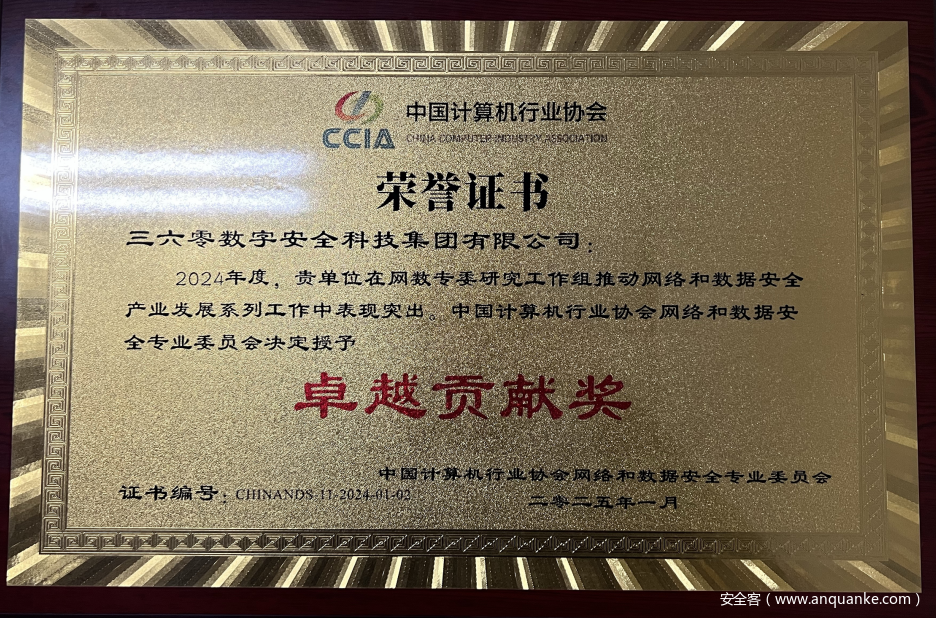 CCIA
中国计算机行业协会
CHINA COMPUTER INDUSTRY ASSOCIATION
荣誉证书
三六零数字安全科技集团有限公司：
2024年度，贵单位在网数专委研究工作组推动网络和数据安全
产业发展系列工作中表现突出。中国计算机行业协会网络和数据安
全专业委员会决定授予
卓越贡献奖
中国计算机行业协会网络和数据安全专业委员会
证书编号：CHINANDS-11-2024-01-02
二零二五年一月
安全客（www.anquanke.com）